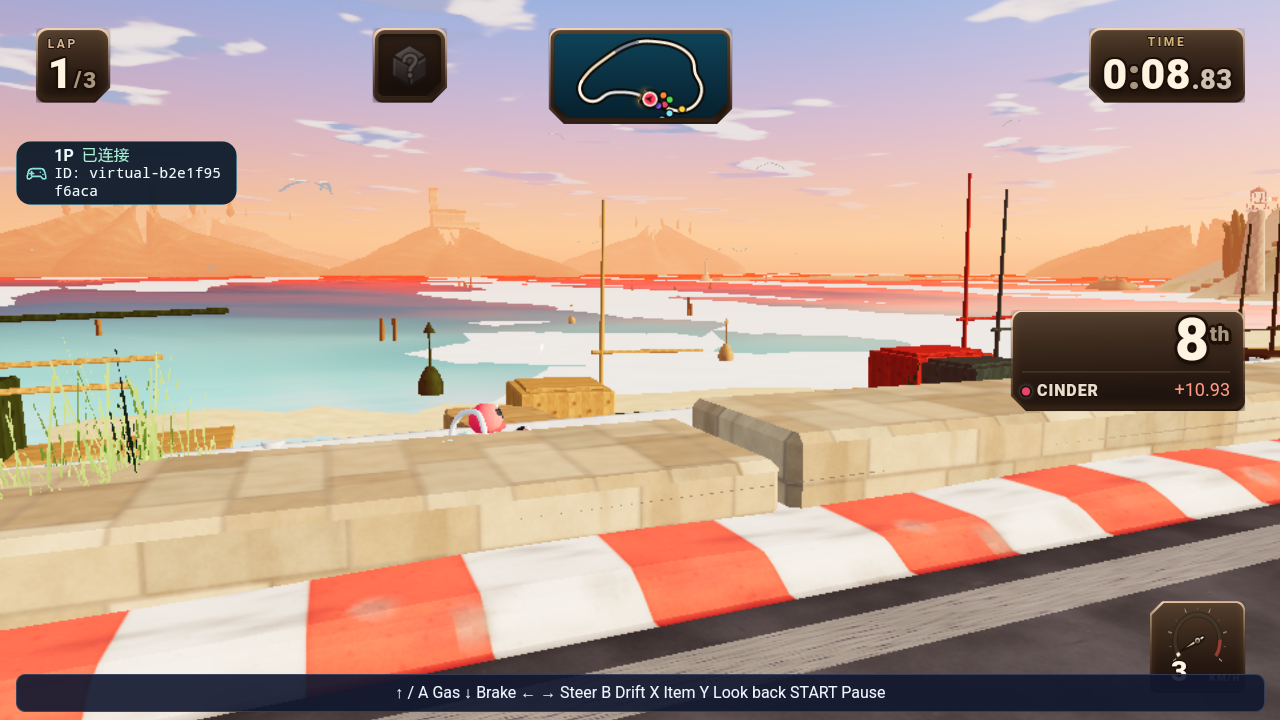 LAP
1/3
?
TIME
0:08.83
1P 已连接
ID: virtual-b2e1f95
f6aca
8th
CINDER +10.93
3
↑ / A Gas ↓ Brake ← → Steer B Drift X Item Y Look back START Pause